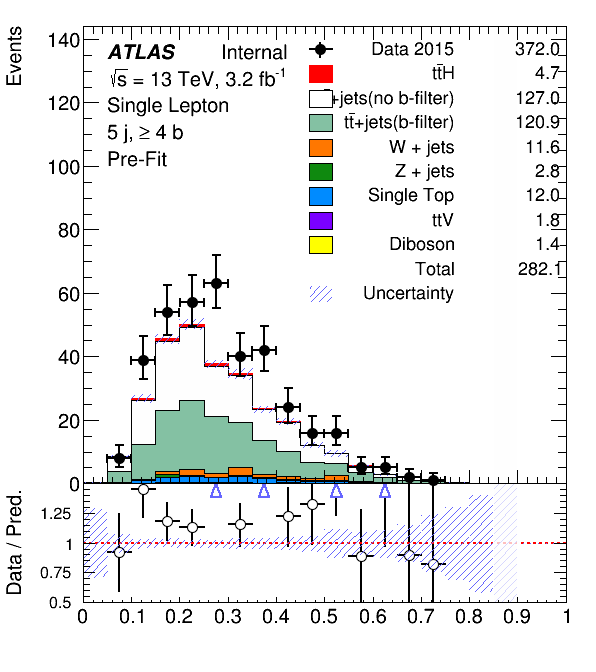 Events
140
120
100
80
60
40
20
0
ATLAS Internal
√s = 13 TeV, 3.2 fb⁻¹
Single Lepton
5 j, ≥ 4 b
Pre-Fit
Data 2015 372.0
tt̄H 4.7
+jets(no b-filter) 127.0
tt̄+jets(b-filter) 120.9
W + jets 11.6
Z + jets 2.8
Single Top 12.0
ttV 1.8
Diboson 1.4
Total 282.1
Uncertainty
Data / Pred.
1.25
1
0.75
0.5
0 0.1 0.2 0.3 0.4 0.5 0.6 0.7 0.8 0.9 1